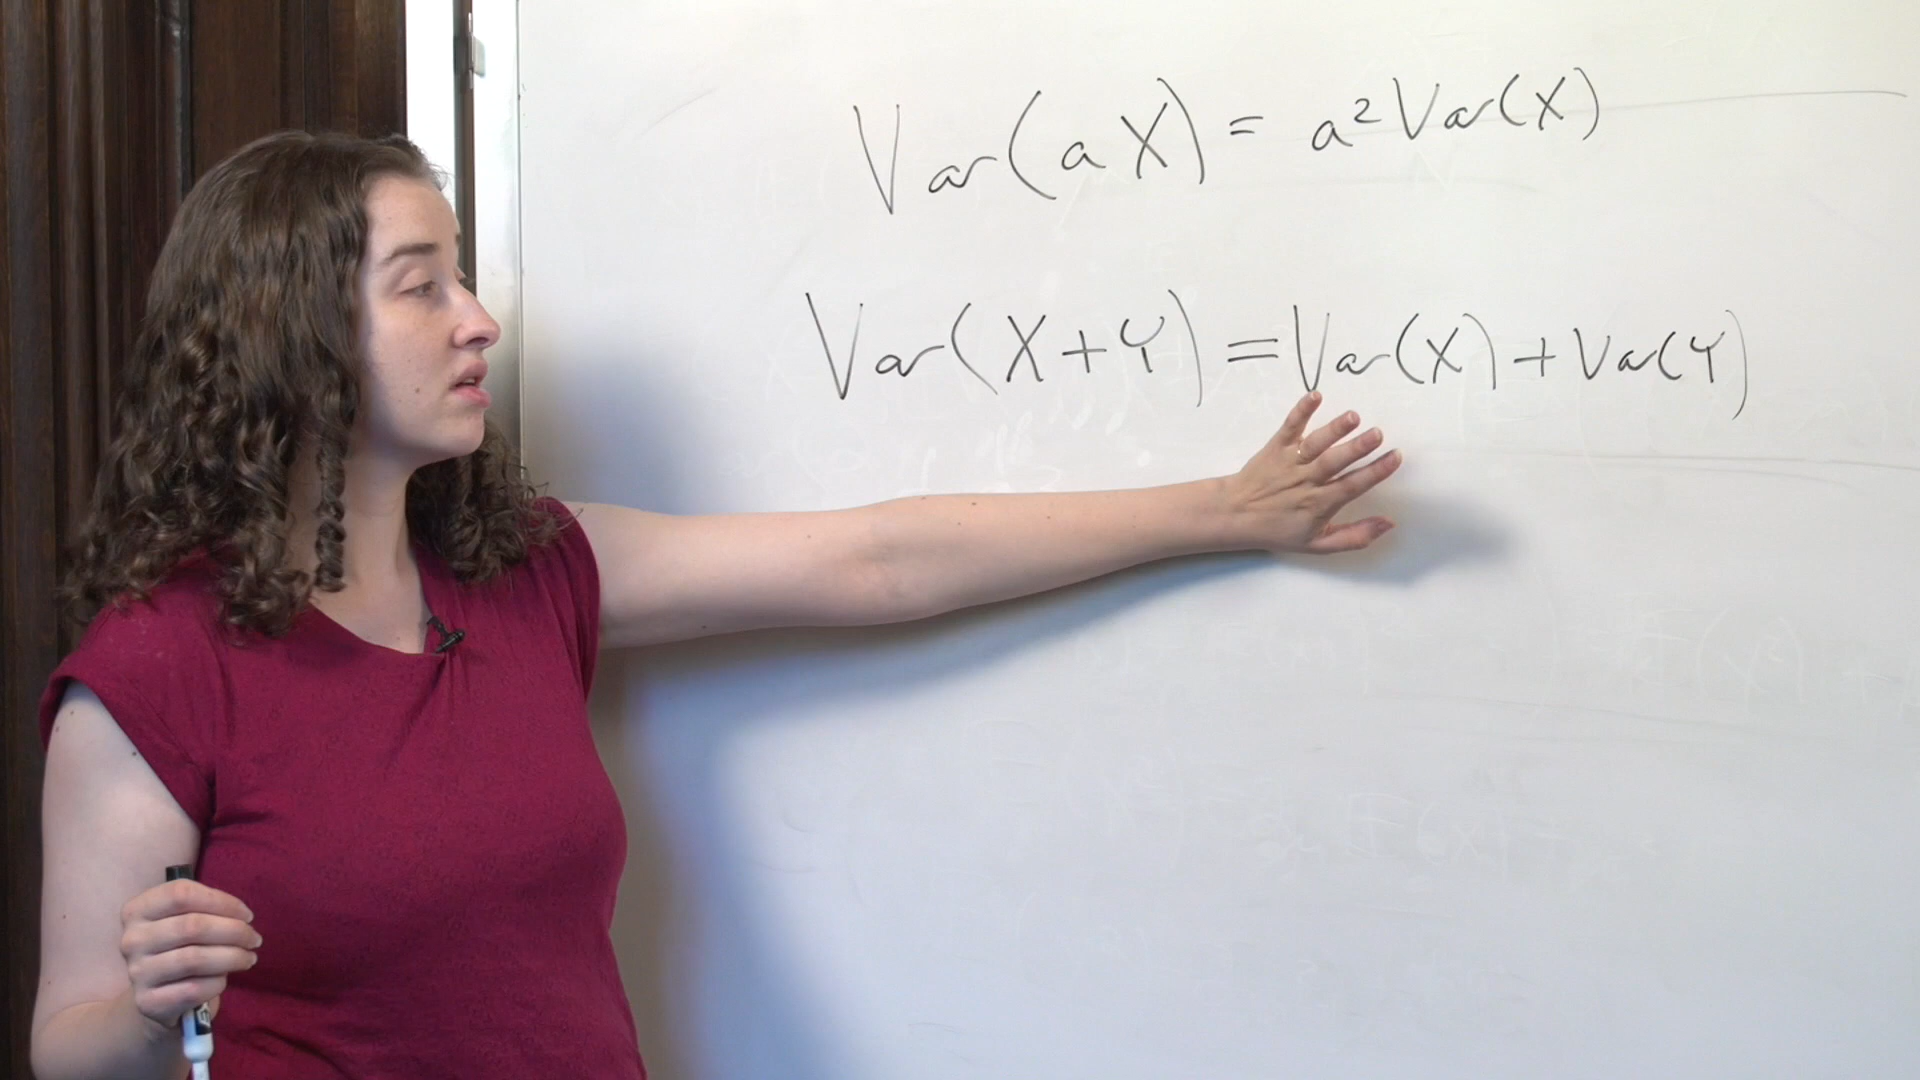 Var(aX) = a²Var(X)
Var(X+Y) = Var(X) + Var(Y)